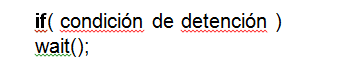 if( condición de detención )
wait();